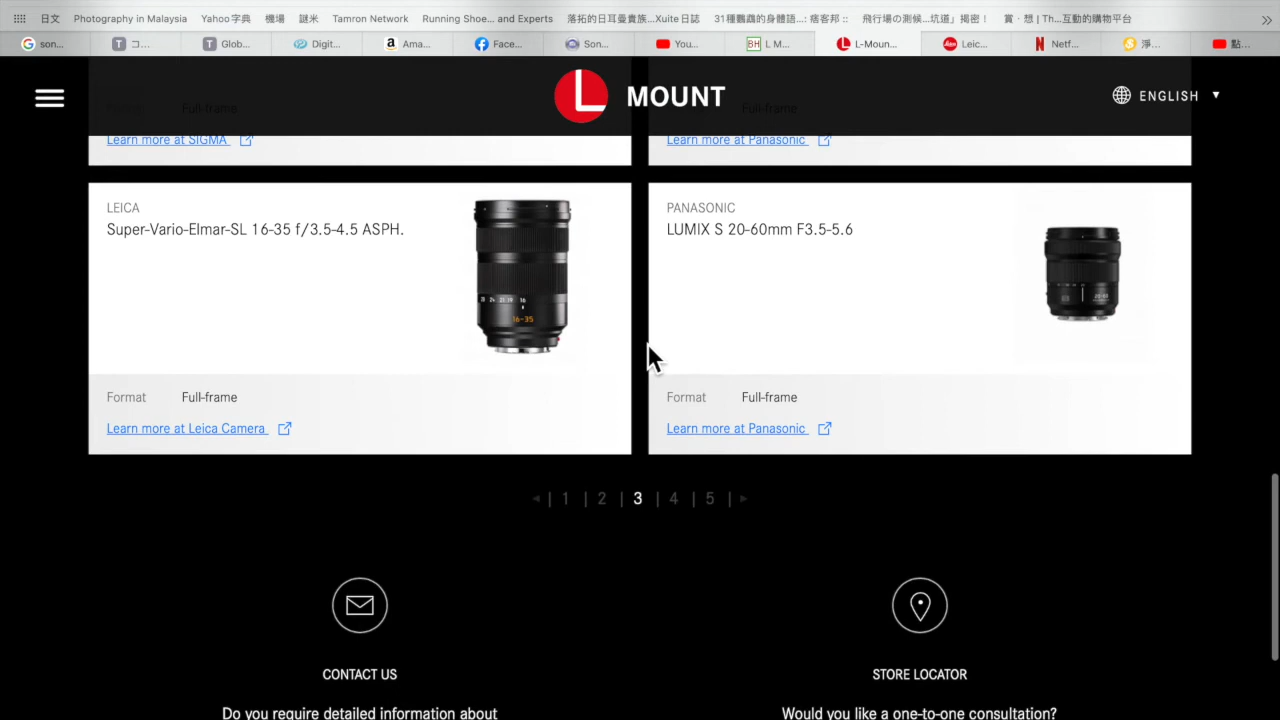 日文 Photography in Malaysia Yahoo字典 機場 謎米 Tamron Network Running Shoe... and Experts 落拓的日耳曼貴族...Xuite日誌 31種鸚鵡的身體語...: 痞客邦 :: 飛行場の測候...坑道」揭密！ 賞‧想 | Th...互動的購物平台
son... コ... Glob... Digit... Ama... Face... Son... You... BH L M... L-Moun... Leic... Netf... 淨... 點...
L MOUNT
ENGLISH
Full-frame Full-frame
Learn more at SIGMA
Learn more at Panasonic
LEICA
Super-Vario-Elmar-SL 16-35 f/3.5-4.5 ASPH.
16-35
Format Full-frame
Learn more at Leica Camera
PANASONIC
LUMIX S 20-60mm F3.5-5.6
Format Full-frame
Learn more at Panasonic
| 1 | 2 | 3 | 4 | 5 |
CONTACT US
Do you require detailed information about
STORE LOCATOR
Would you like a one-to-one consultation?